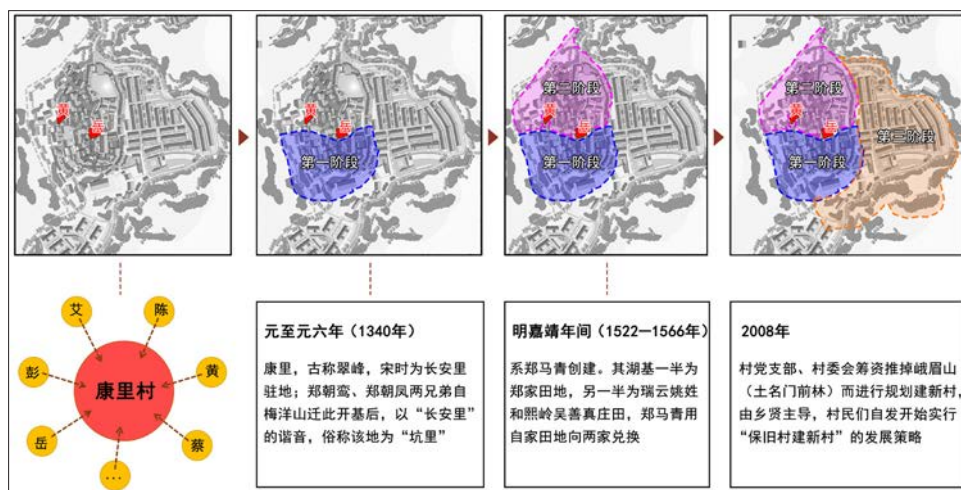 黄
岳
黄
岳
第一阶段
第二阶段
黄
岳
第一阶段
第二阶段
黄
岳
第三阶段
第一阶段
艾
陈
彭
康里村
黄
岳
蔡
...
元至元六年（1340年）
康里，古称翠峰，宋时为长安里
驻地；郑朝鸾、郑朝凤两兄弟自
梅洋山迁此开基后，以“长安里”
的谐音，俗称该地为“坑里”
明嘉靖年间（1522—1566年）
系郑马青创建。其湖基一半为
郑家田地，另一半为瑞云姚姓
和熙岭吴善真庄田，郑马青用
自家田地向两家兑换
2008年
村党支部、村委会筹资推掉峨眉山
（土名门前林）而进行规划建新村，
由乡贤主导，村民们自发开始实行
“保旧村建新村”的发展策略